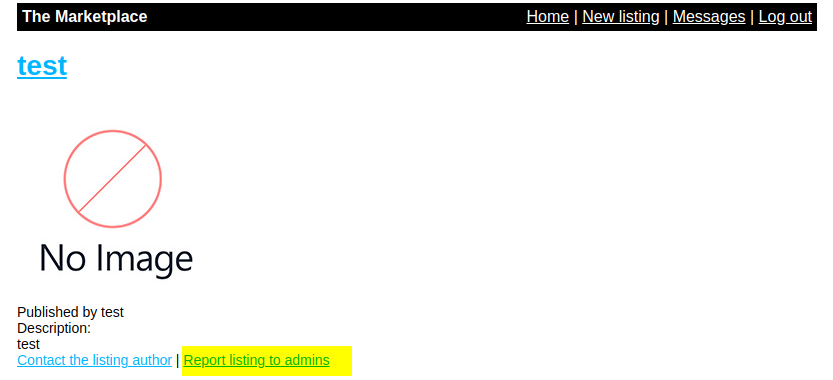 The Marketplace Home | New listing | Messages | Log out
test
No Image
Published by test
Description:
test
Contact the listing author | Report listing to admins